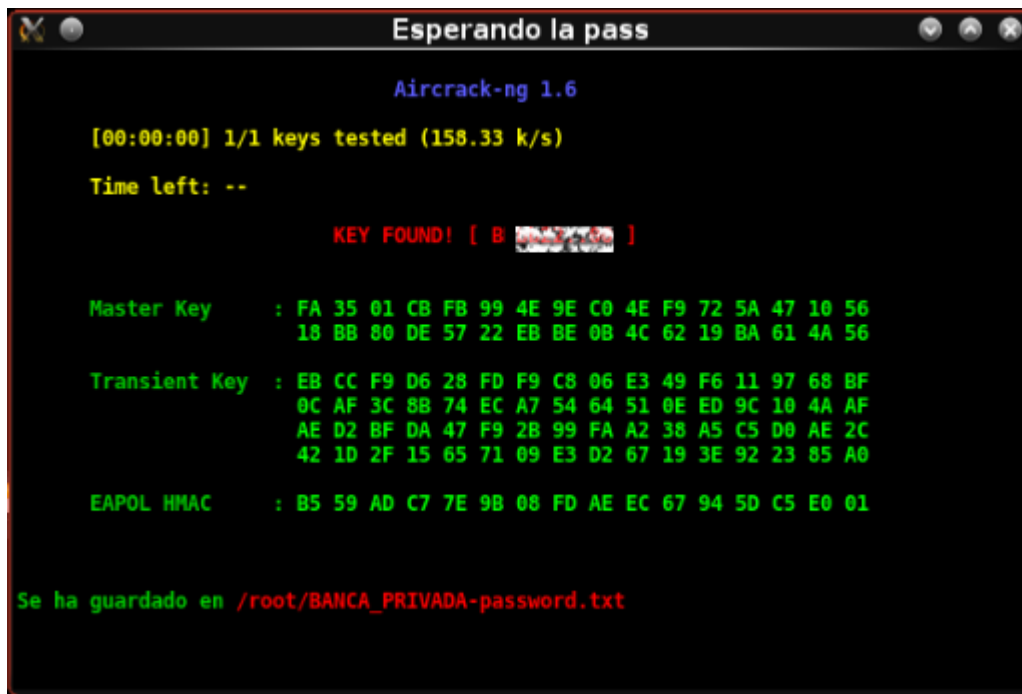 Esperando la pass
Aircrack-ng 1.6
[00:00:00] 1/1 keys tested (158.33 k/s)
Time left: --
KEY FOUND! [ B ]
Master Key : FA 35 01 CB FB 99 4E 9E C0 4E F9 72 5A 47 10 56
18 BB 80 DE 57 22 EB BE 0B 4C 62 19 BA 61 4A 56
Transient Key : EB CC F9 D6 28 FD F9 C8 06 E3 49 F6 11 97 68 BF
0C AF 3C 8B 74 EC A7 54 64 51 0E ED 9C 10 4A AF
AE D2 BF DA 47 F9 2B 99 FA A2 38 A5 C5 D0 AE 2C
42 1D 2F 15 65 71 09 E3 D2 67 19 3E 92 23 85 A0
EAPOL HMAC : B5 59 AD C7 7E 9B 08 FD AE EC 67 94 5D C5 E0 01
Se ha guardado en /root/BANCA_PRIVADA-password.txt